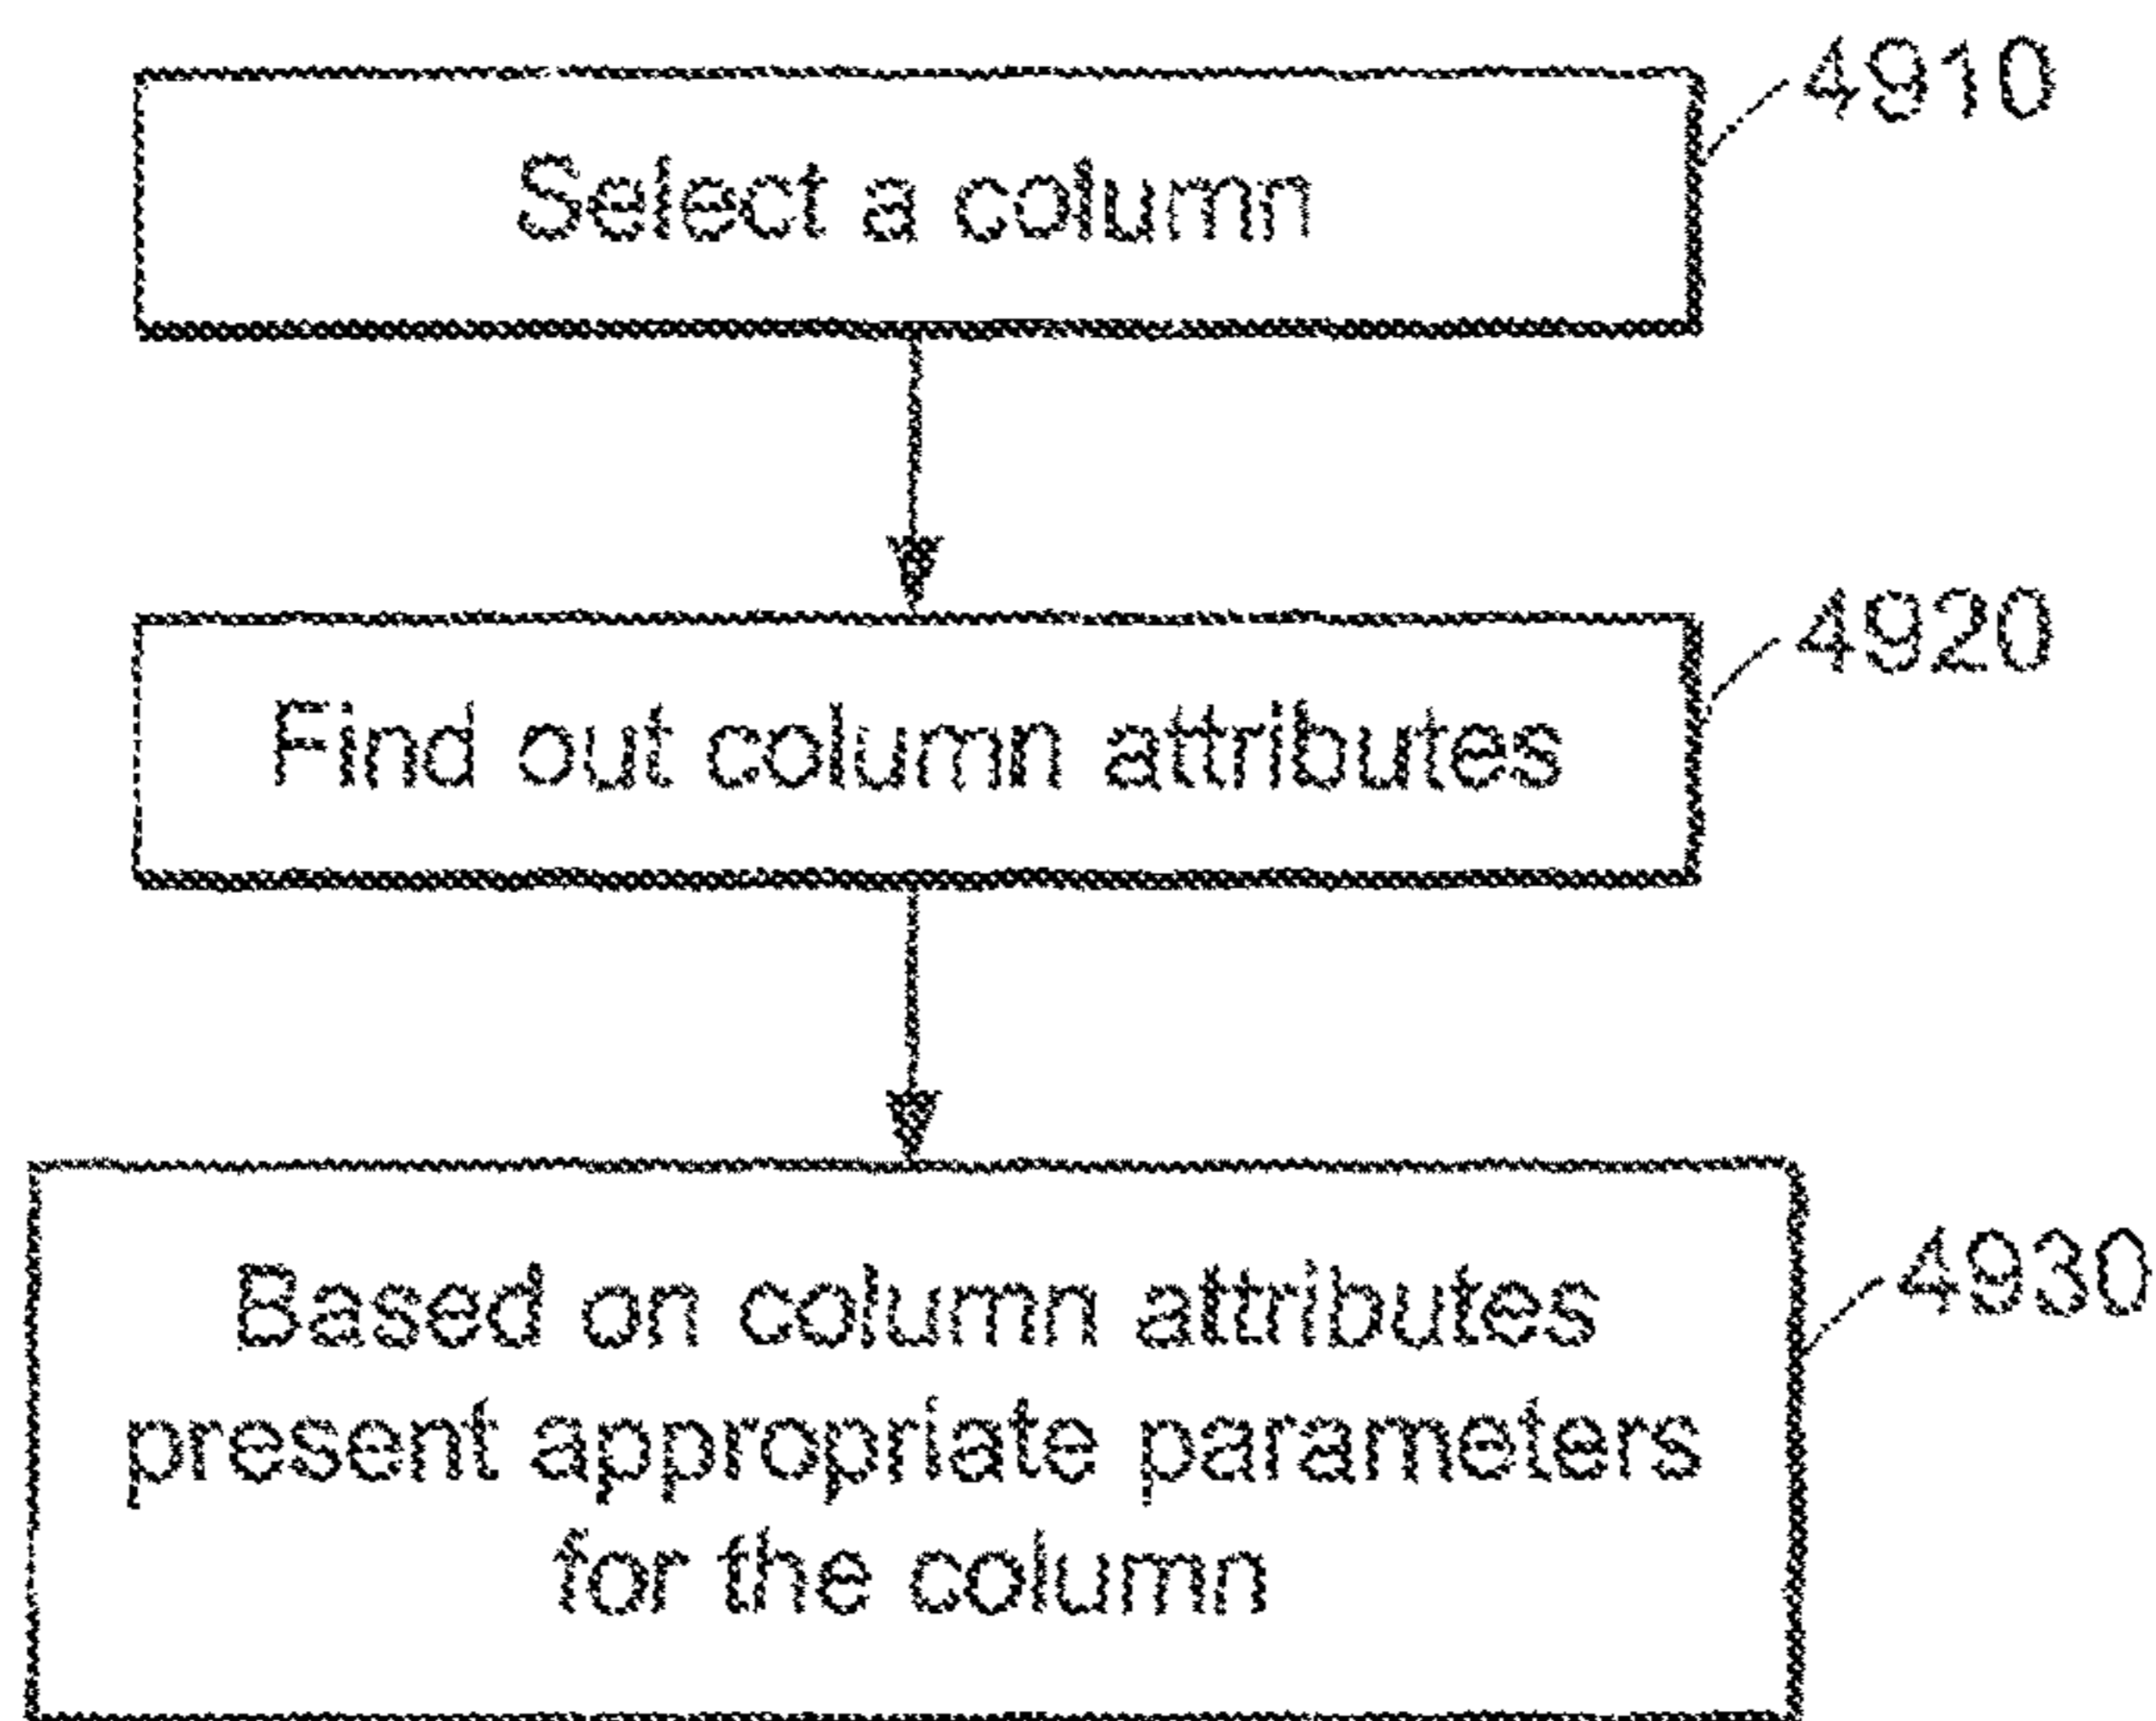 4910
Select a column
4920
Find out column attributes
4930
Based on column attributes
present appropriate parameters
for the column